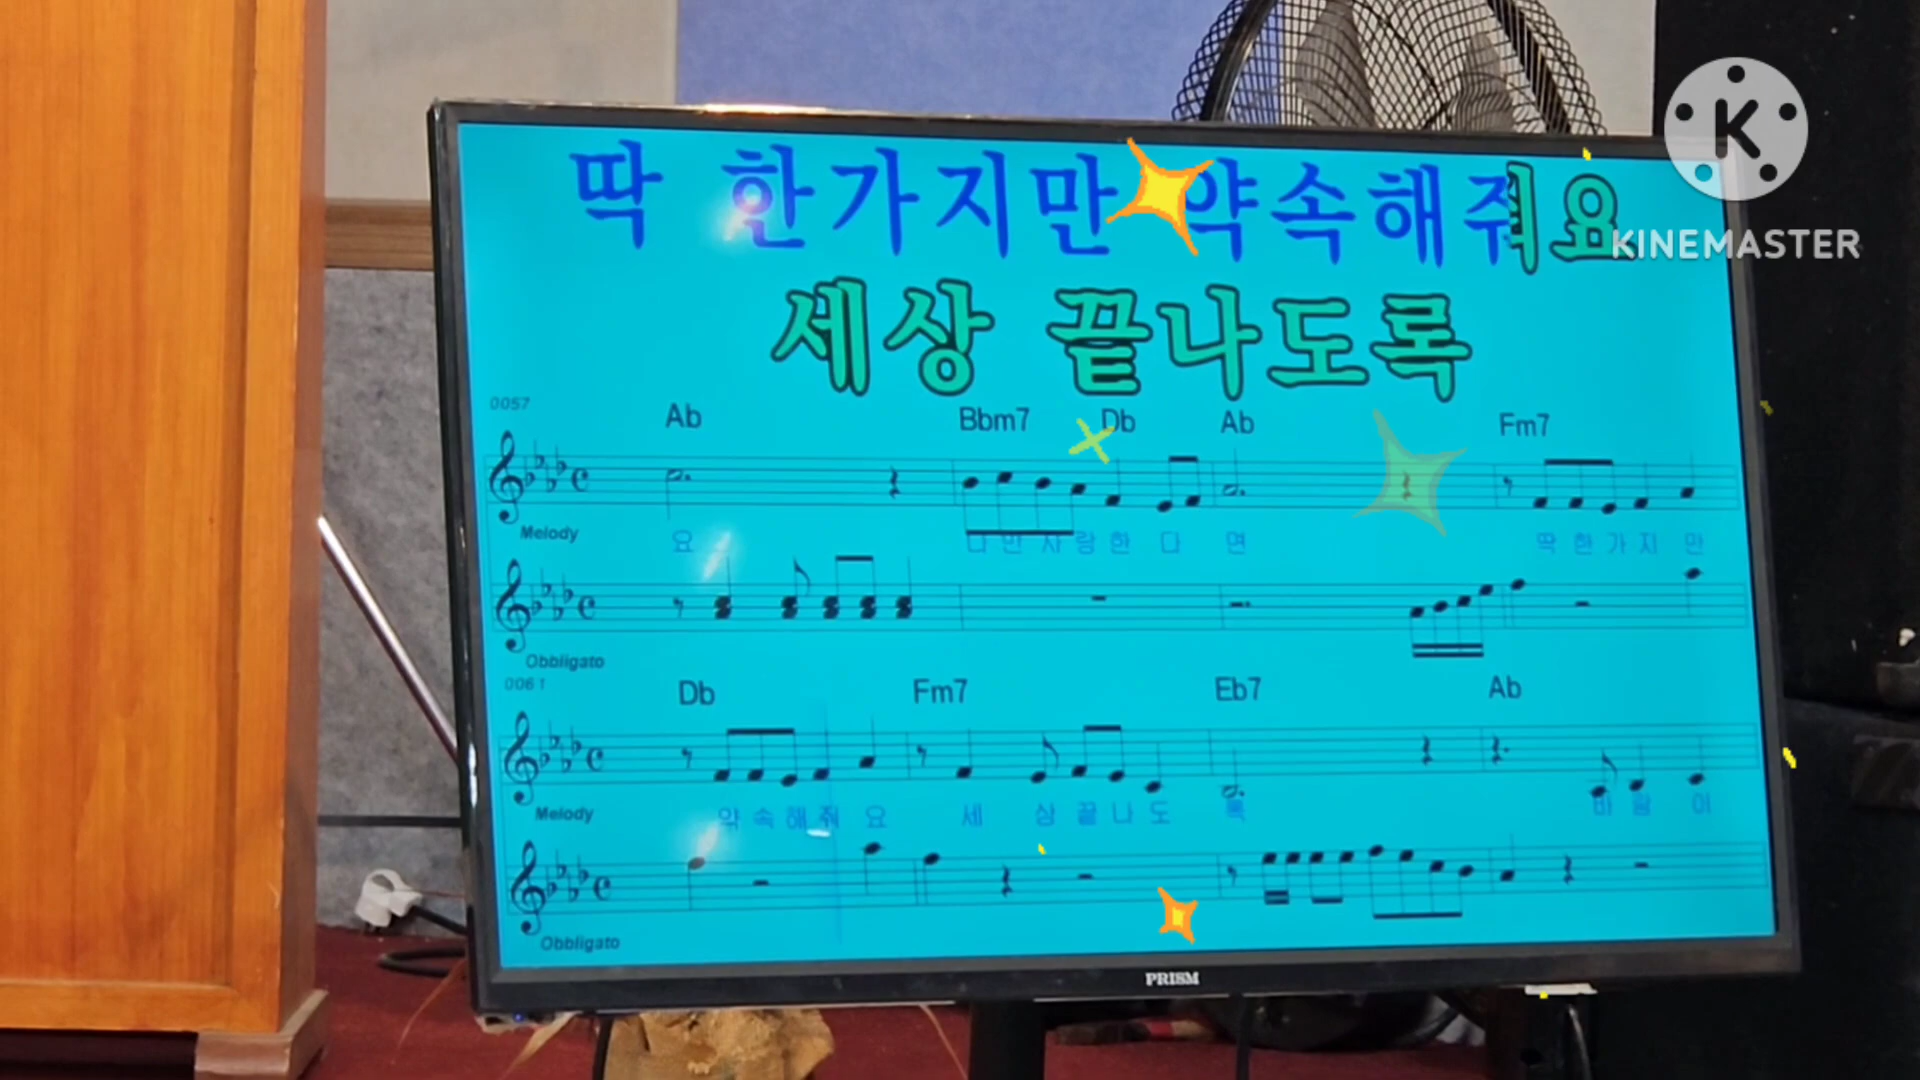 딱 한가지만 약속해줘요
세상 끝나도록
KINEMASTER
0057
Ab Bbm7 Db Ab Fm7
Melody
요 나만 사랑한 다 면 딱 한 가 지 만
Obbligato
0061
Db Fm7 Eb7 Ab
Melody
약 속 해 줘 요 세 상 끝 나 도 록 바 람 이
Obbligato
PRISM